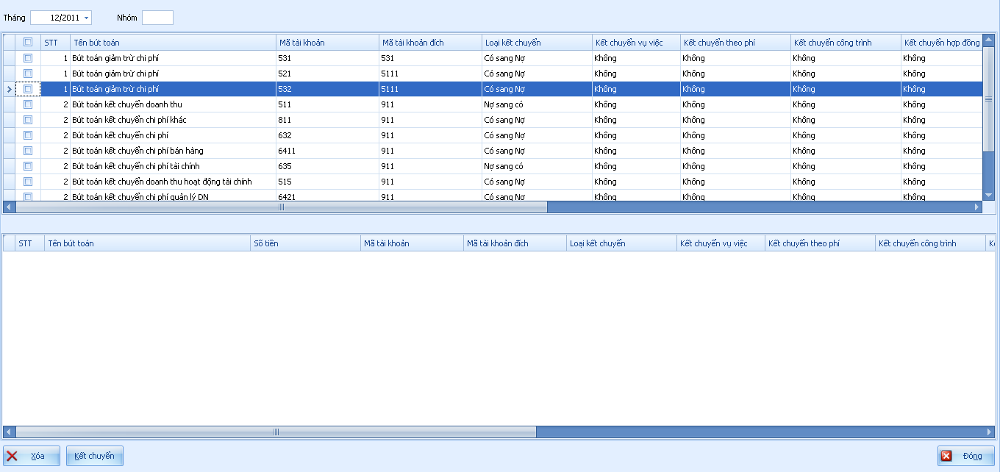 Tháng 12/2011 Nhóm
STT Tên bút toán Mã tài khoản Mã tài khoản đích Loại kết chuyển Kết chuyển vụ việc Kết chuyển theo phí Kết chuyển công trình Kết chuyển hợp đồng
1 Bút toán giảm trừ chi phí 531 531 Có sang Nợ Không Không Không Không
1 Bút toán giảm trừ chi phí 521 5111 Có sang Nợ Không Không Không Không
1 Bút toán giảm trừ chi phí 532 5111 Có sang Nợ Không Không Không Không
2 Bút toán kết chuyển doanh thu 511 911 Nợ sang có Không Không Không Không
2 Bút toán kết chuyển chi phí khác 811 911 Có sang Nợ Không Không Không Không
2 Bút toán kết chuyển chi phí 632 911 Có sang Nợ Không Không Không Không
2 Bút toán kết chuyển chi phí bán hàng 6411 911 Có sang Nợ Không Không Không Không
2 Bút toán kết chuyển chi phí tài chính 635 911 Nợ sang có Không Không Không Không
2 Bút toán kết chuyển doanh thu hoạt động tài chính 515 911 Có sang Nợ Không Không Không Không
2 Bút toán kết chuyển chi phí quản lý DN 6421 911 Có sang Nợ Không Không Không Không
STT Tên bút toán Số tiền Mã tài khoản Mã tài khoản đích Loại kết chuyển Kết chuyển vụ việc Kết chuyển theo phí Kết chuyển công trình
Xóa Kết chuyển Đóng